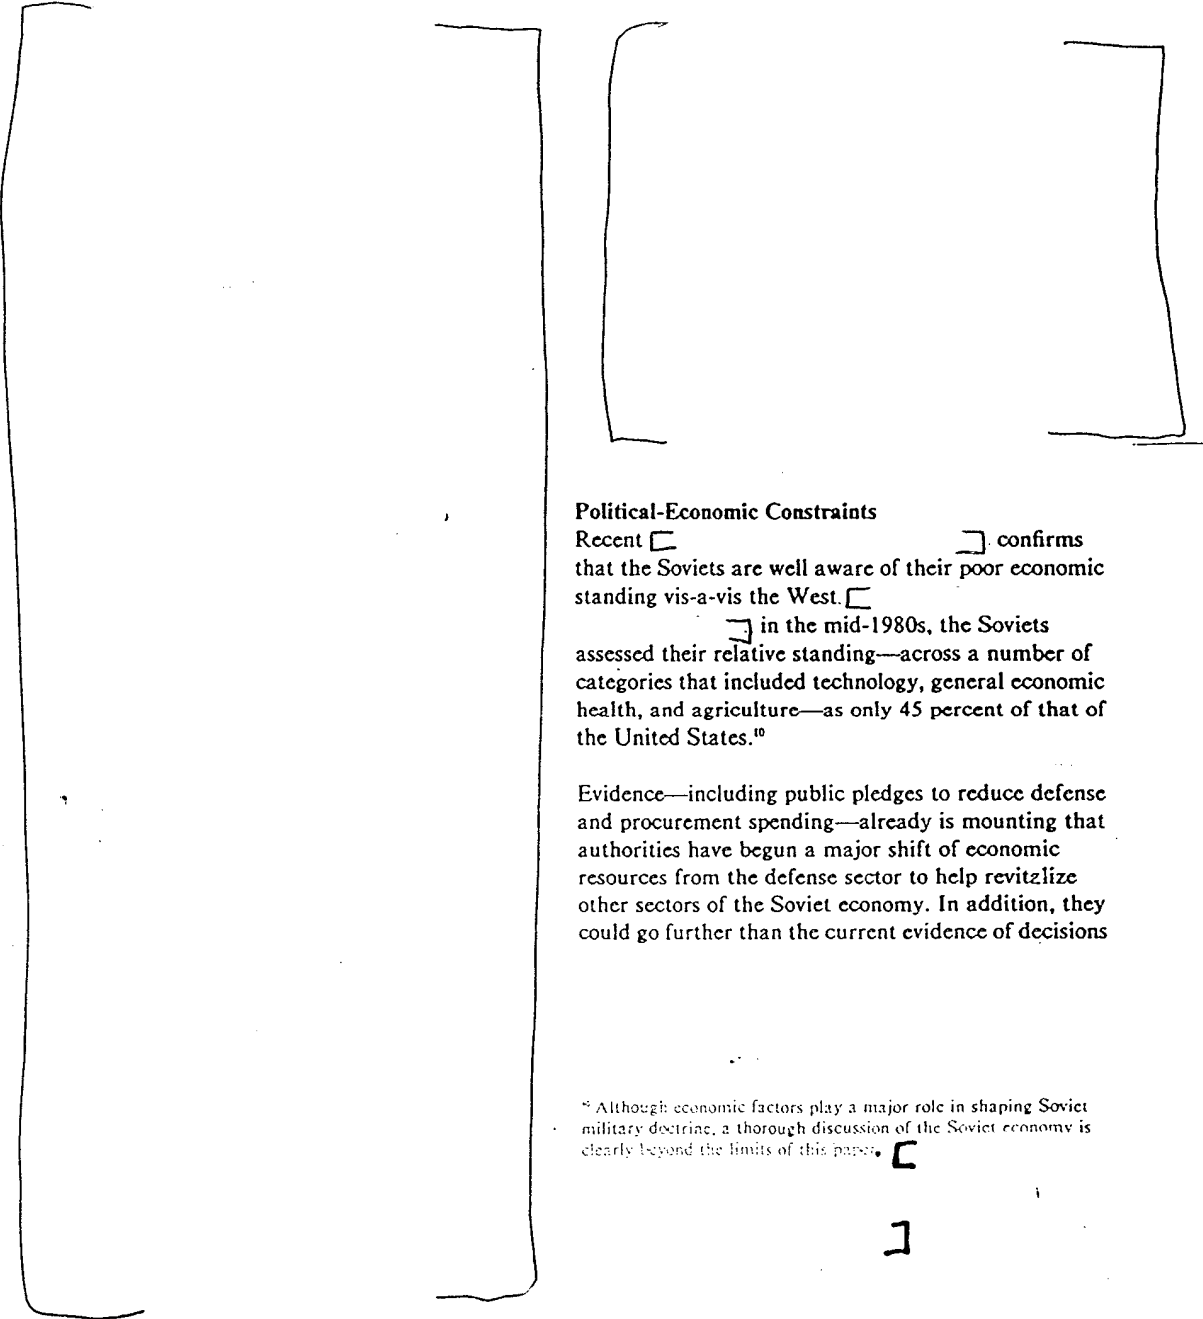 Political-Economic Constraints
Recent [ ] confirms
that the Soviets are well aware of their poor economic
standing vis-a-vis the West. [
] in the mid-1980s, the Soviets
assessed their relative standing—across a number of
categories that included technology, general economic
health, and agriculture—as only 45 percent of that of
the United States.¹⁰
Evidence—including public pledges to reduce defense
and procurement spending—already is mounting that
authorities have begun a major shift of economic
resources from the defense sector to help revitalize
other sectors of the Soviet economy. In addition, they
could go further than the current evidence of decisions
¹⁰ Although economic factors play a major role in shaping Soviet
military doctrine, a thorough discussion of the Soviet economy is
clearly beyond the limits of this paper. [
]